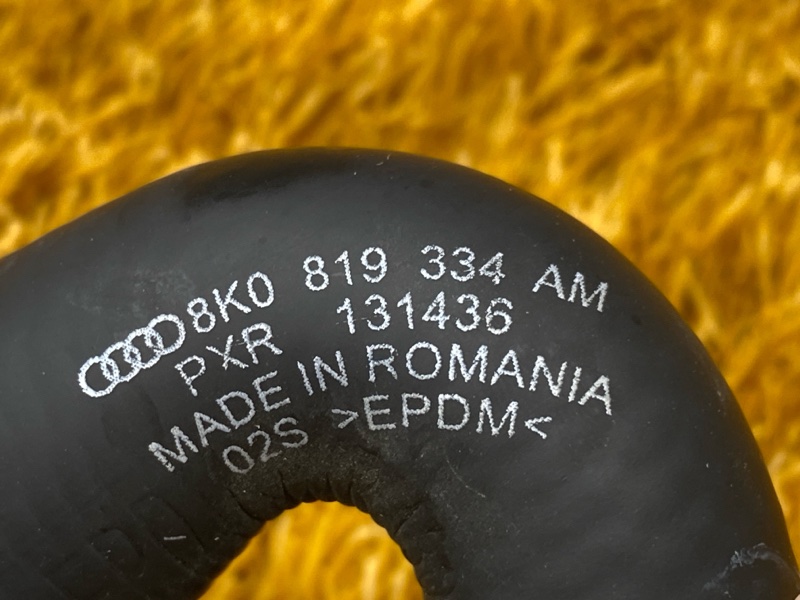 8K0 819 334 AM
PXR 131436
MADE IN ROMANIA
02S >EPDM<